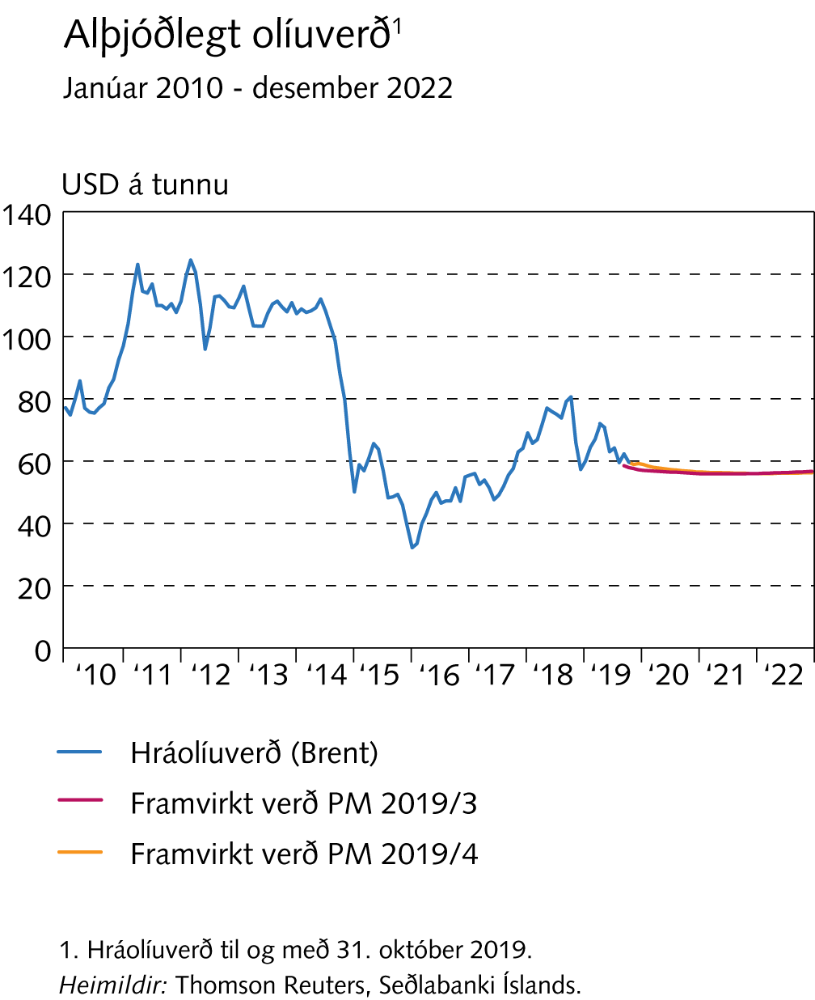 Alþjóðlegt olíuverð¹
Janúar 2010 - desember 2022
USD á tunnu
140
120
100
80
60
40
20
0
‘10 ‘11 ‘12 ‘13 ‘14 ‘15 ‘16 ‘17 ‘18 ‘19 ‘20 ‘21 ‘22
Hráolíuverð (Brent)
Framvirkt verð PM 2019/3
Framvirkt verð PM 2019/4
1. Hráolíuverð til og með 31. október 2019.
Heimildir: Thomson Reuters, Seðlabanki Íslands.